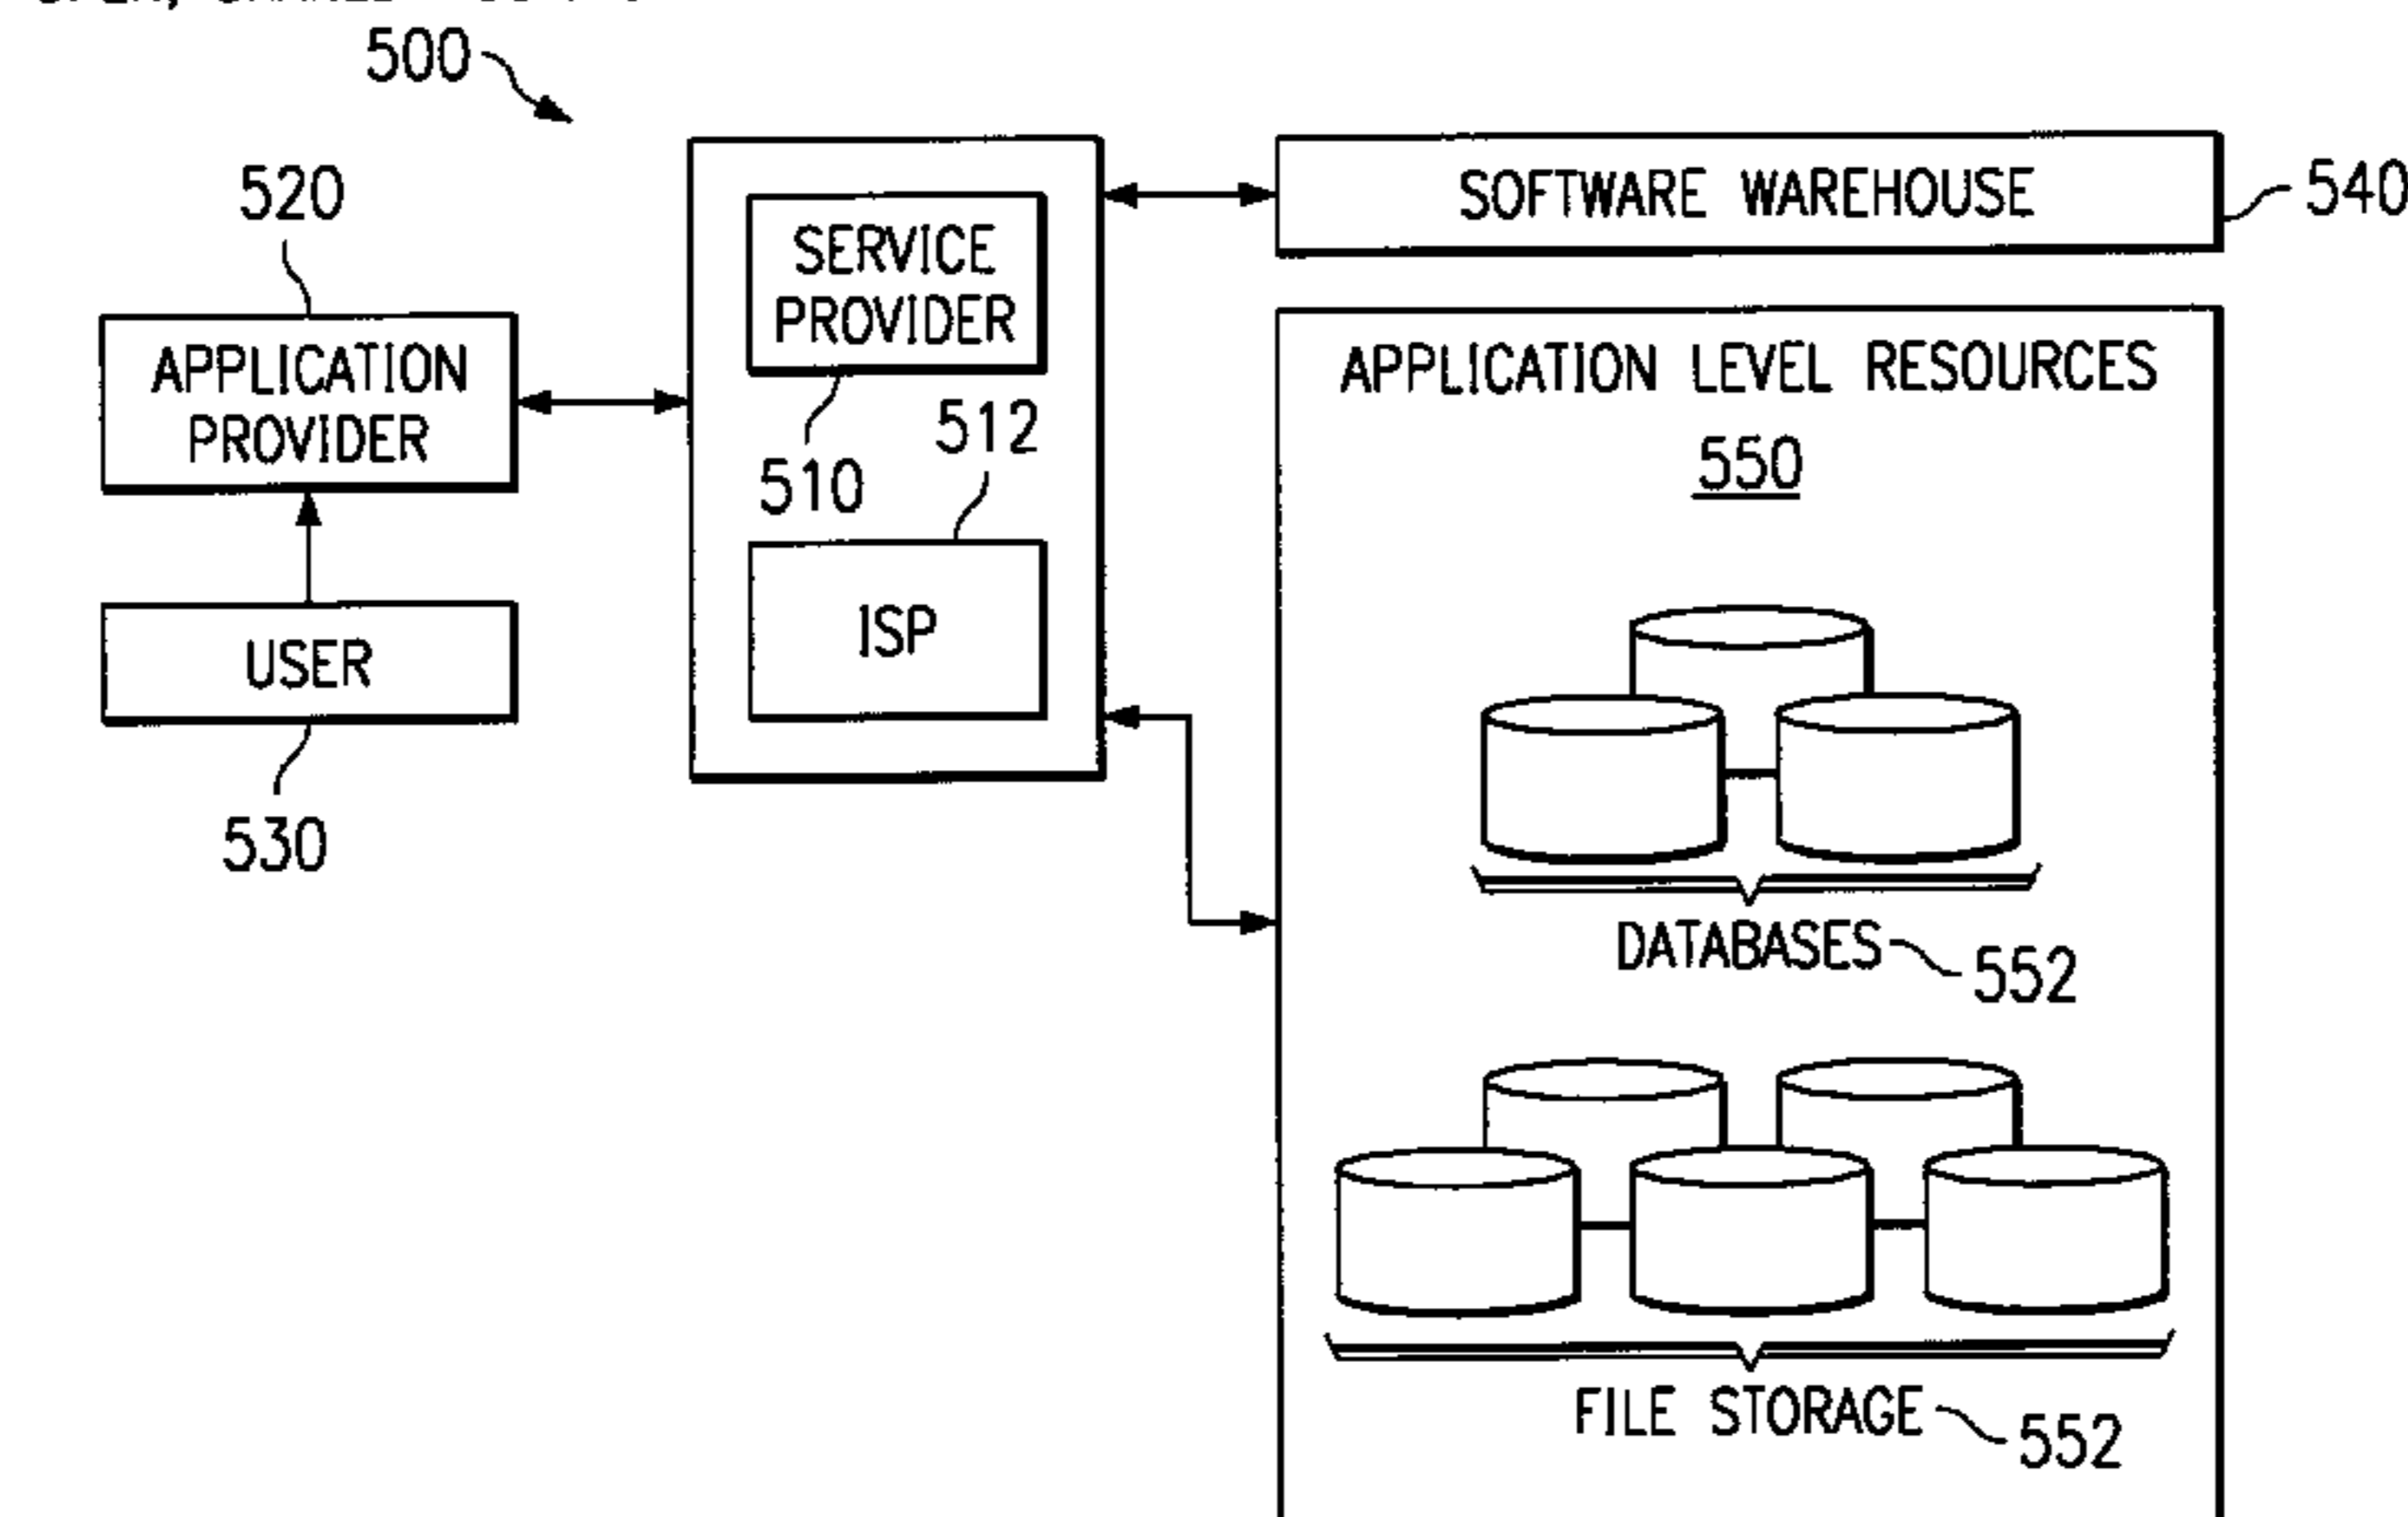 500
520
SERVICE
PROVIDER
SOFTWARE WAREHOUSE
540
APPLICATION
PROVIDER
APPLICATION LEVEL RESOURCES
550
510
512
ISP
USER
530
DATABASES
552
FILE STORAGE
552